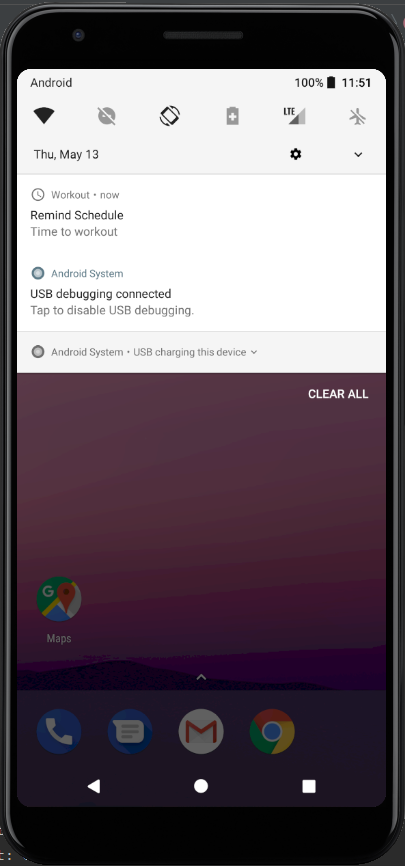 Android 100% 11:51
LTE
Thu, May 13
Workout • now
Remind Schedule
Time to workout
Android System
USB debugging connected
Tap to disable USB debugging.
Android System • USB charging this device
CLEAR ALL
G
Maps